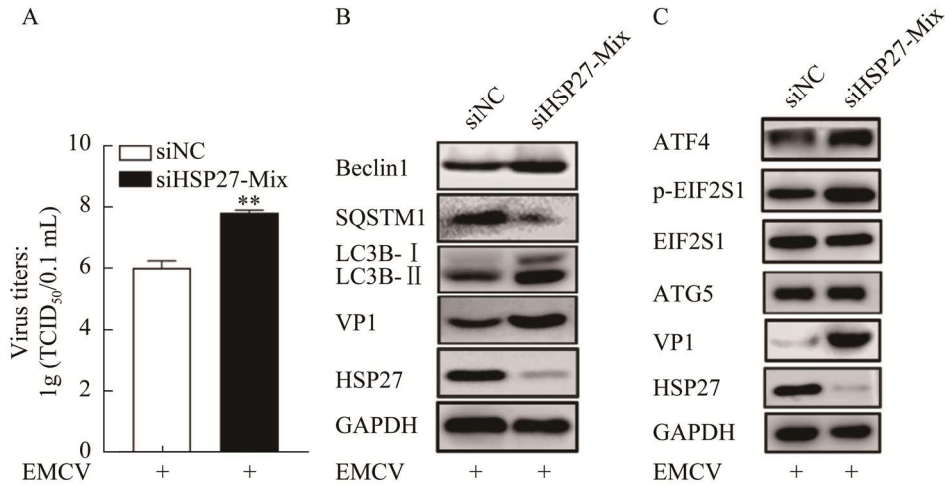 A
Virus titers:
1g (TCID50/0.1 mL)
10
8
6
4
2
0
siNC
siHSP27-Mix
**
EMCV + +
B
siNC siHSP27-Mix
Beclin1
SQSTM1
LC3B-Ⅰ
LC3B-Ⅱ
VP1
HSP27
GAPDH
EMCV + +
C
siNC siHSP27-Mix
ATF4
p-EIF2S1
EIF2S1
ATG5
VP1
HSP27
GAPDH
EMCV + +